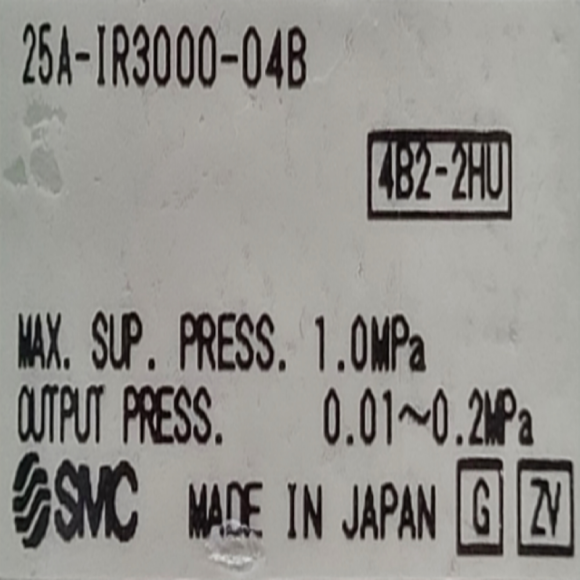 25A-IR3000-04B
4B2-2HU
MAX. SUP. PRESS. 1.0MPa
OUTPUT PRESS. 0.01~0.2MPa
SMC MADE IN JAPAN G ZV